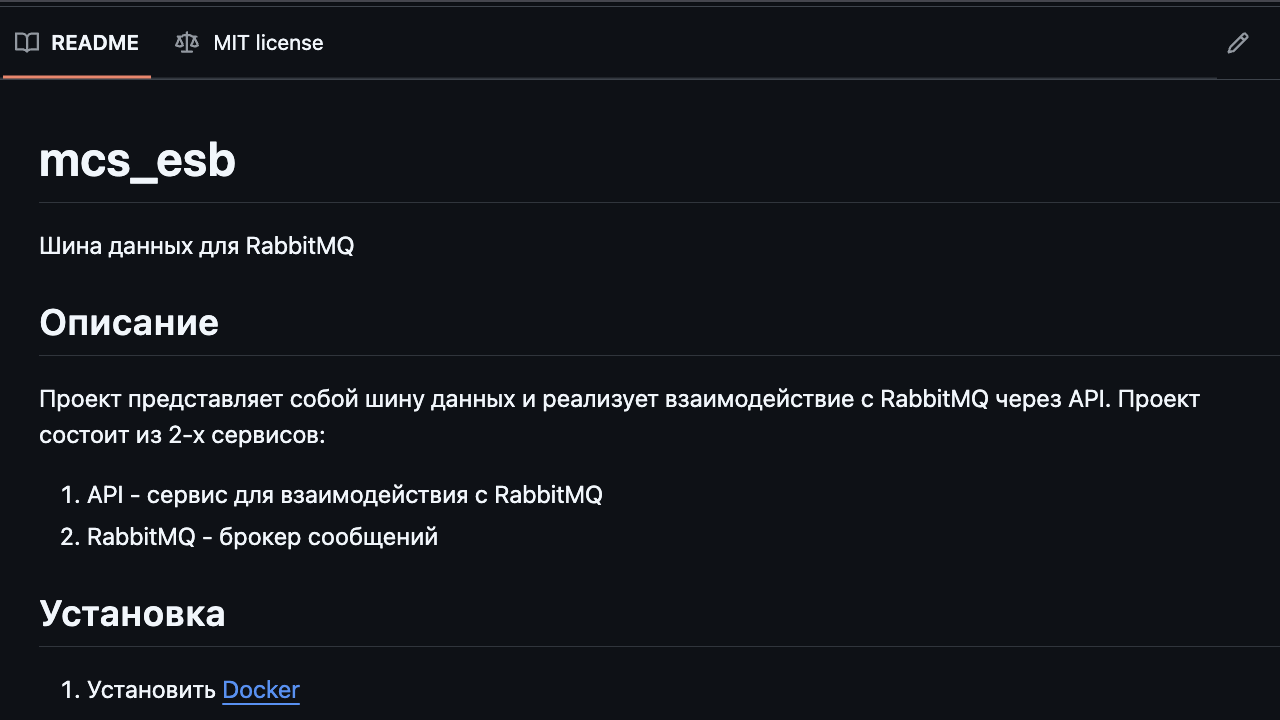 README
MIT license
mcs_esb
Шина данных для RabbitMQ
Описание
Проект представляет собой шину данных и реализует взаимодействие с RabbitMQ через API. Проект
состоит из 2-х сервисов:
1. API - сервис для взаимодействия с RabbitMQ
2. RabbitMQ - брокер сообщений
Установка
1. Установить Docker